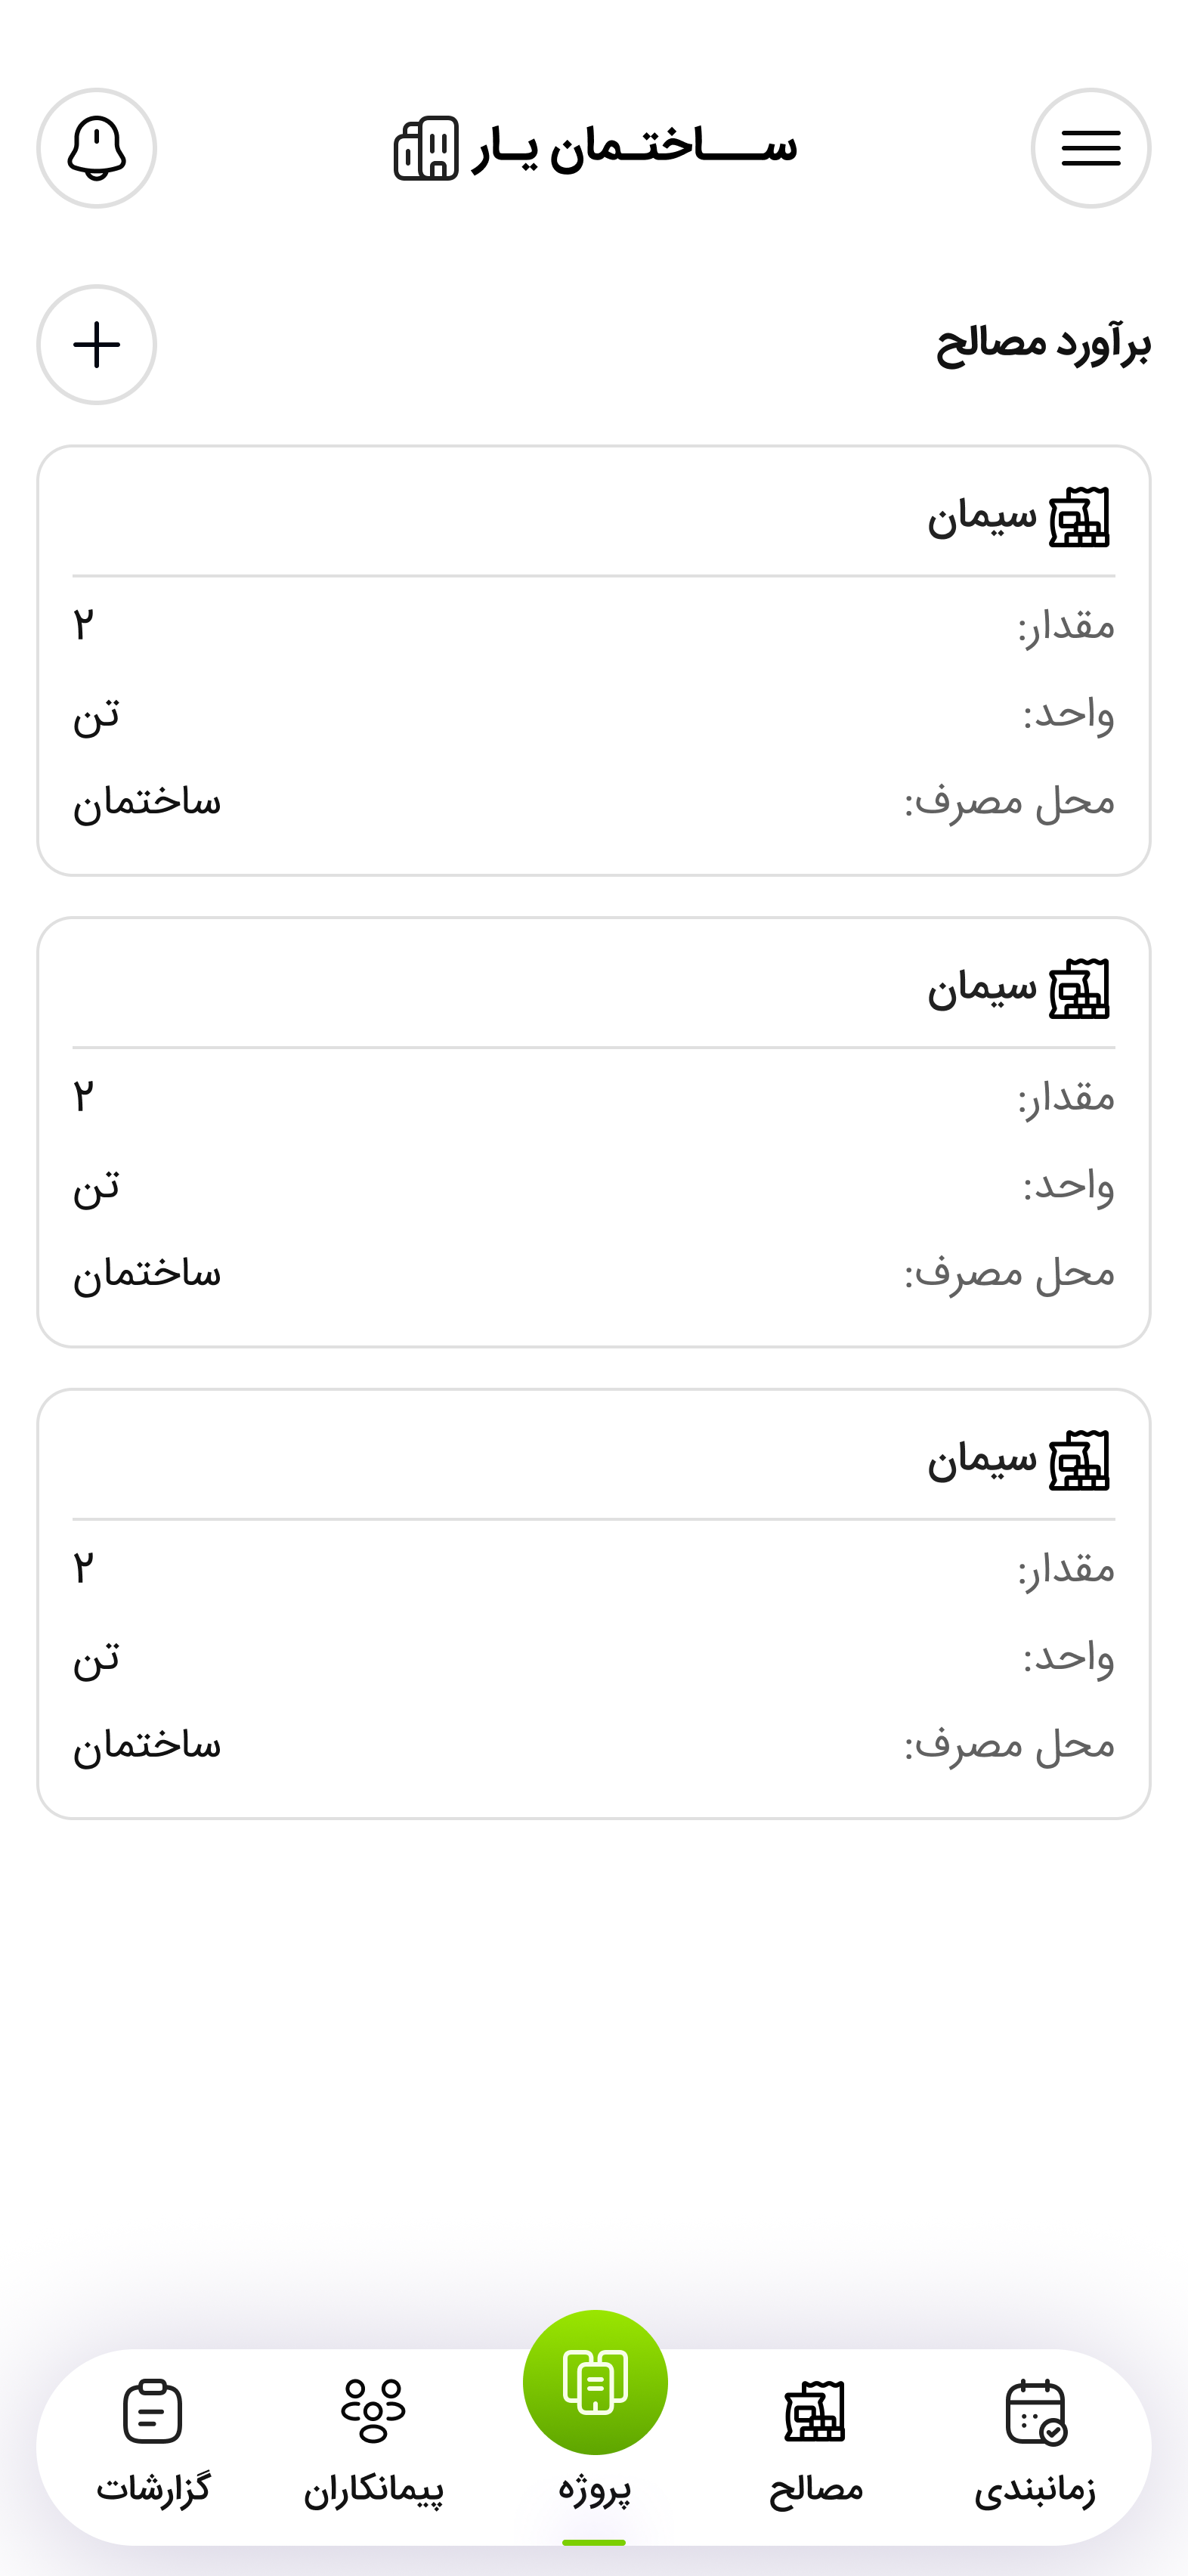 ســـاختـمان یـار
برآورد مصالح
سیمان
مقدار: ۲
واحد: تن
محل مصرف: ساختمان
سیمان
مقدار: ۲
واحد: تن
محل مصرف: ساختمان
سیمان
مقدار: ۲
واحد: تن
محل مصرف: ساختمان
زمانبندی مصالح پروژه پیمانکاران گزارشات